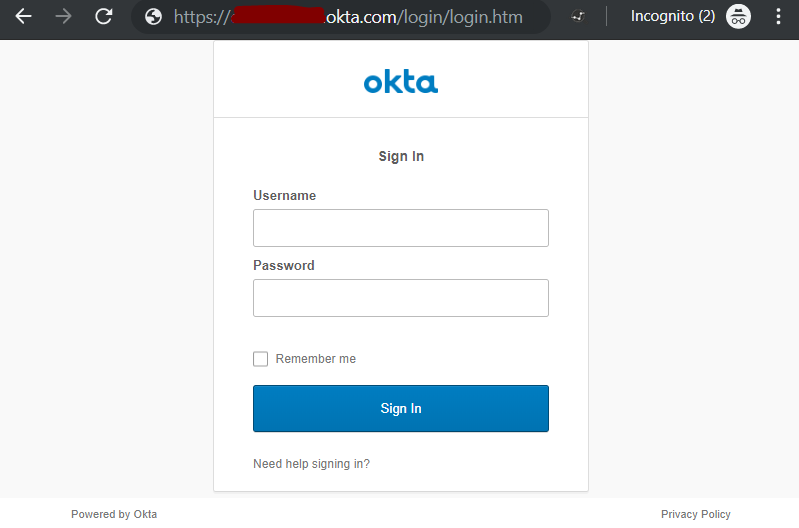 https:// .okta.com/login/login.htm
Incognito (2)
okta
Sign In
Username
Password
Remember me
Sign In
Need help signing in?
Powered by Okta
Privacy Policy